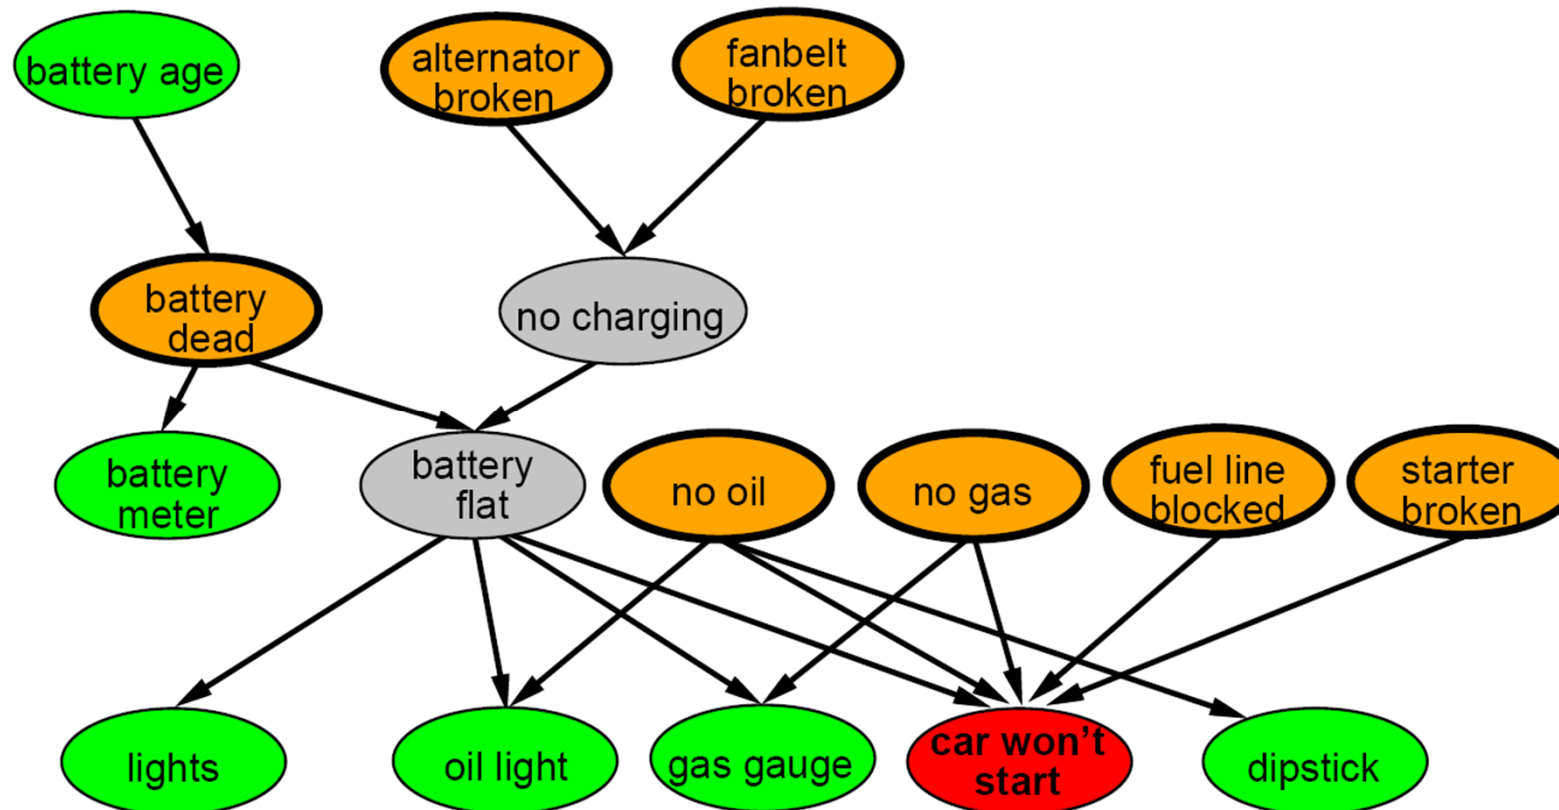 battery age
alternator
broken
fanbelt
broken
battery
dead
no charging
battery
meter
battery
flat
no oil
no gas
fuel line
blocked
starter
broken
lights
oil light
gas gauge
car won't
start
dipstick